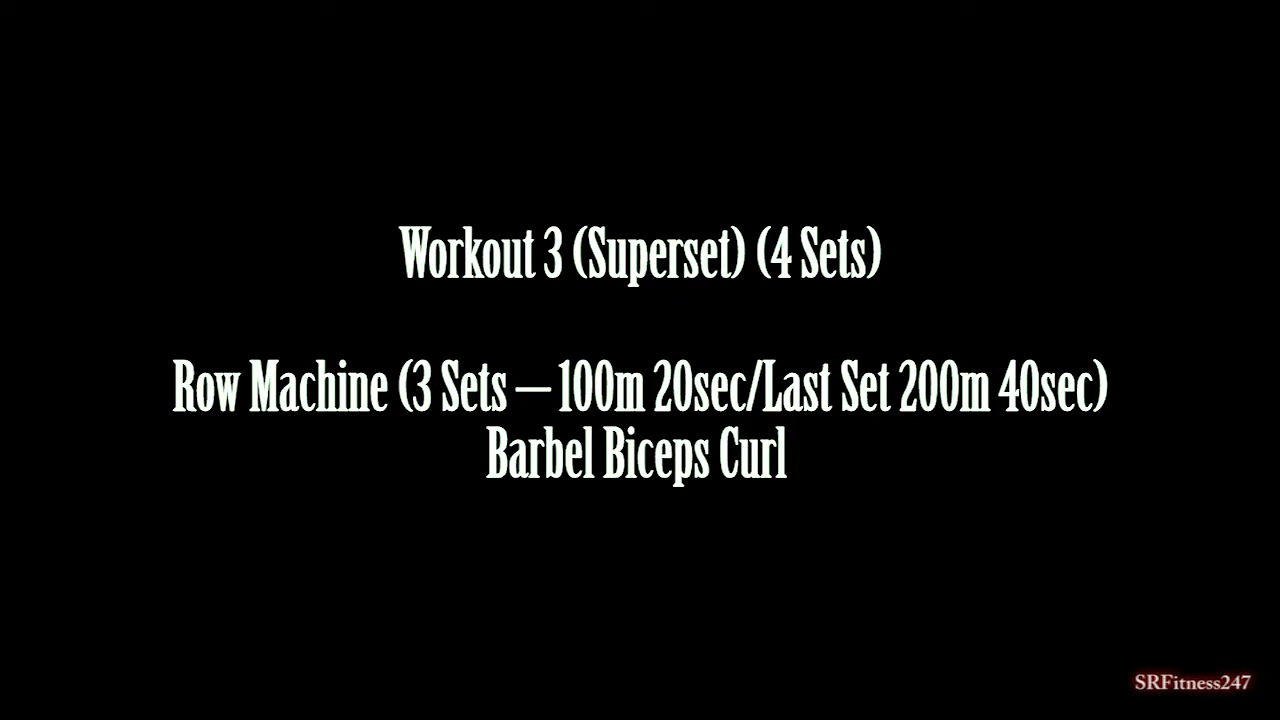 Workout 3 (Superset) (4 Sets)
Row Machine (3 Sets – 100m 20sec/Last Set 200m 40sec)
Barbel Biceps Curl
SRFitness247